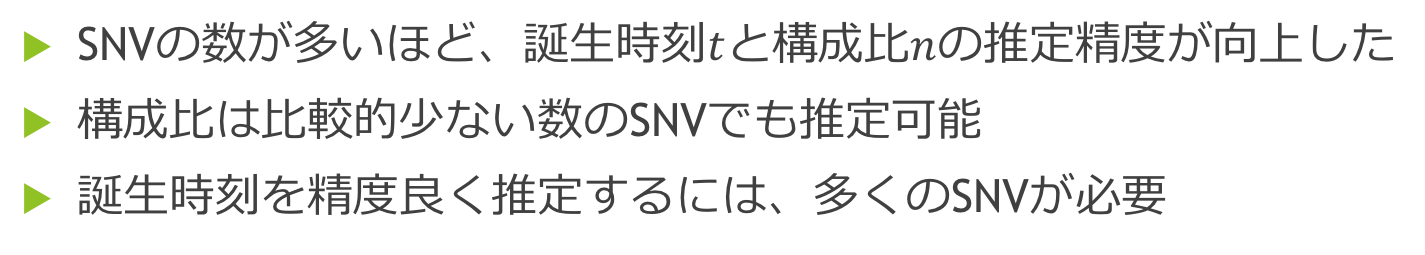 ▶ SNVの数が多いほど、誕生時刻tと構成比nの推定精度が向上した
▶ 構成比は比較的少ない数のSNVでも推定可能
▶ 誕生時刻を精度良く推定するには、多くのSNVが必要